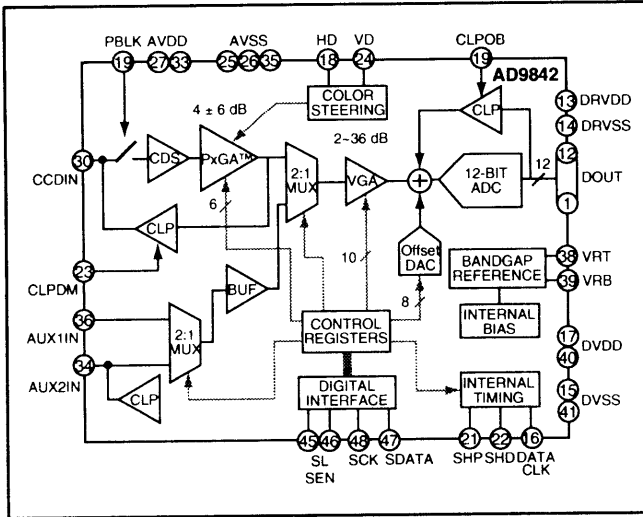 PBLK AVDD AVSS HD VD CLPOB
19 27 33 25 26 35 18 24 19 AD9842
COLOR
STEERING
CLP
13 DRVDD
14 DRVSS
4 ± 6 dB
2~36 dB
30
CCDIN
CDS
PxGA™
2:1
MUX
VGA
+
12-BIT
ADC
12
12
DOUT
1
6
CLP
10
Offset
DAC
8
BANDGAP
REFERENCE
38 VRT
39 VRB
INTERNAL
BIAS
23
CLPDM
BUF
36
AUX1IN
2:1
MUX
CONTROL
REGISTERS
17
DVDD
40
34
AUX2IN
CLP
DIGITAL
INTERFACE
INTERNAL
TIMING
15
DVSS
41
45 46 48 47 21 22 16
SL SCK SDATA SHP SHD DATA
SEN CLK